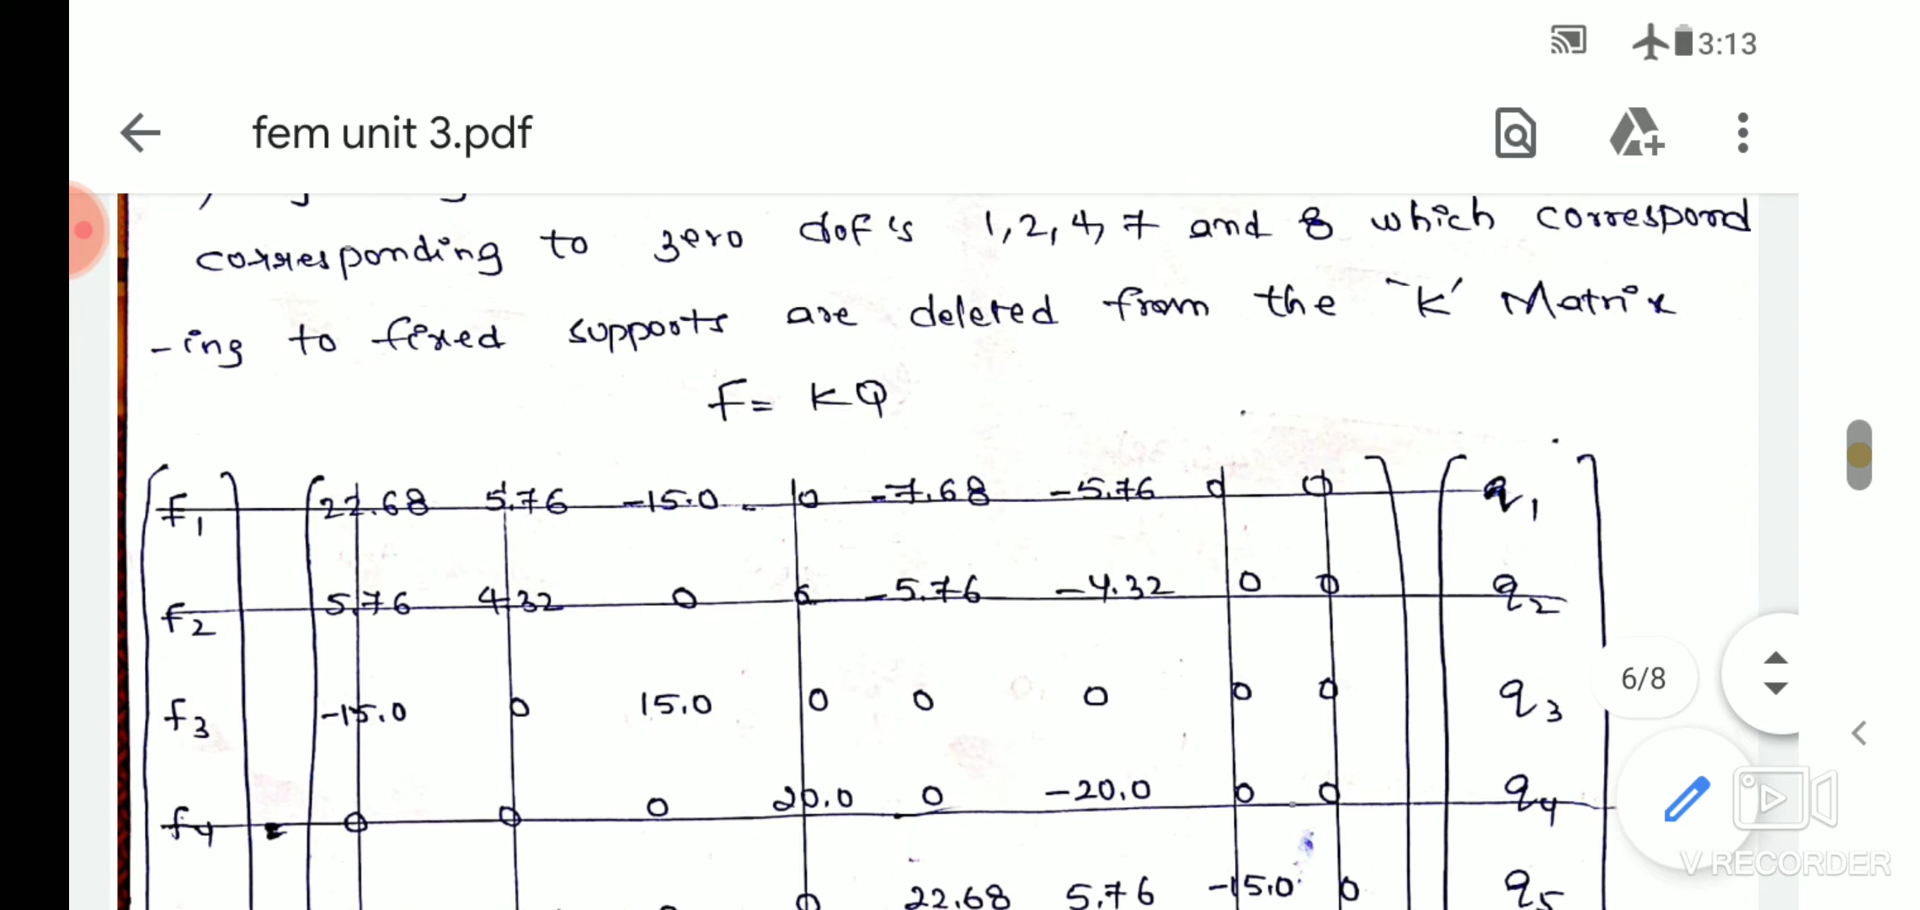 3:13
fem unit 3.pdf
corresponding to zero dof's 1,2,4,7 and 8 which correspond
-ing to fixed supports are deleted from the "K' Matrix
F= KQ
f1 22.68 5.76 -15.0 0 -7.68 -5.76 0 0 q1
f2 5.76 4.32 0 0 -5.76 -4.32 0 0 q2
f3 -15.0 0 15.0 0 0 0 0 0 q3
f4 = 0 0 0 20.0 0 -20.0 0 0 q4
0 22.68 5.76 -15.0 0 q5
6/8
V RECORDER